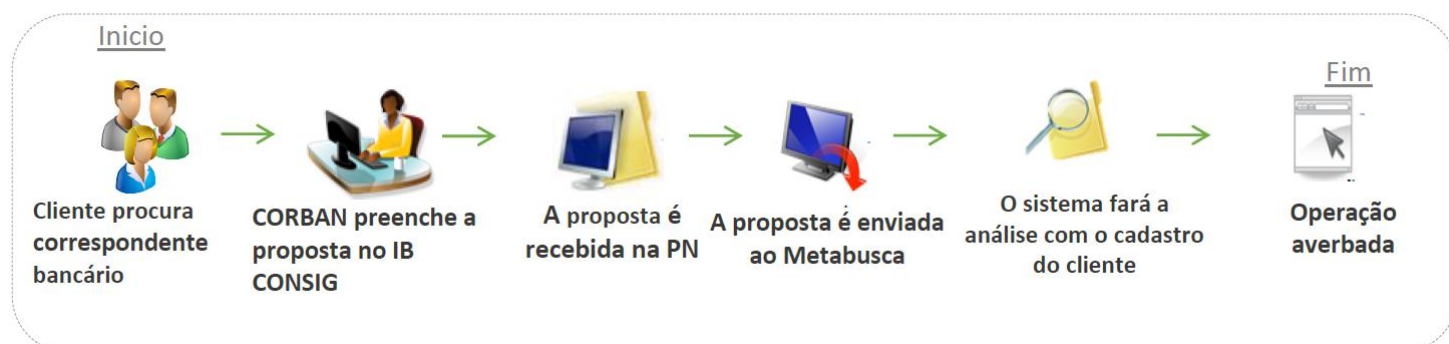 Inicio
Cliente procura
correspondente
bancário
CORBAN preenche a
proposta no IB
CONSIG
A proposta é
recebida na PN
A proposta é enviada
ao Metabusca
O sistema fará a
análise com o cadastro
do cliente
Fim
Operação
averbada